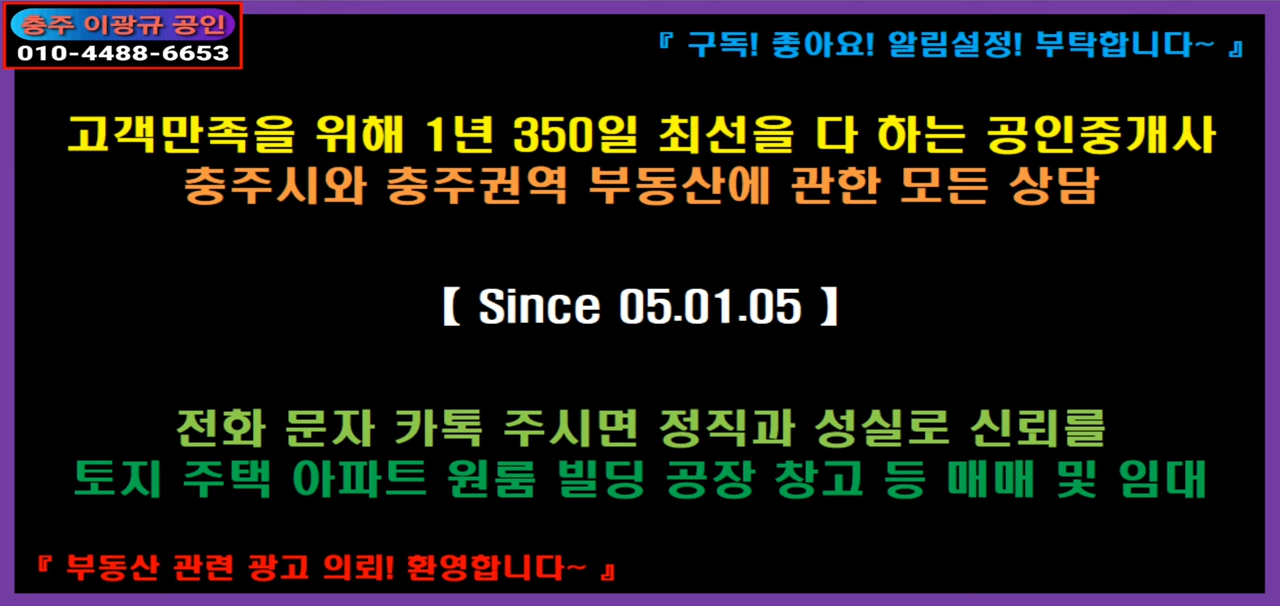 충주 이광규 공인
010-4488-6653
『 구독! 좋아요! 알림설정! 부탁합니다~ 』
고객만족을 위해 1년 350일 최선을 다 하는 공인중개사
충주시와 충주권역 부동산에 관한 모든 상담
【 Since 05.01.05 】
전화 문자 카톡 주시면 정직과 성실로 신뢰를
토지 주택 아파트 원룸 빌딩 공장 창고 등 매매 및 임대
『 부동산 관련 광고 의뢰! 환영합니다~ 』